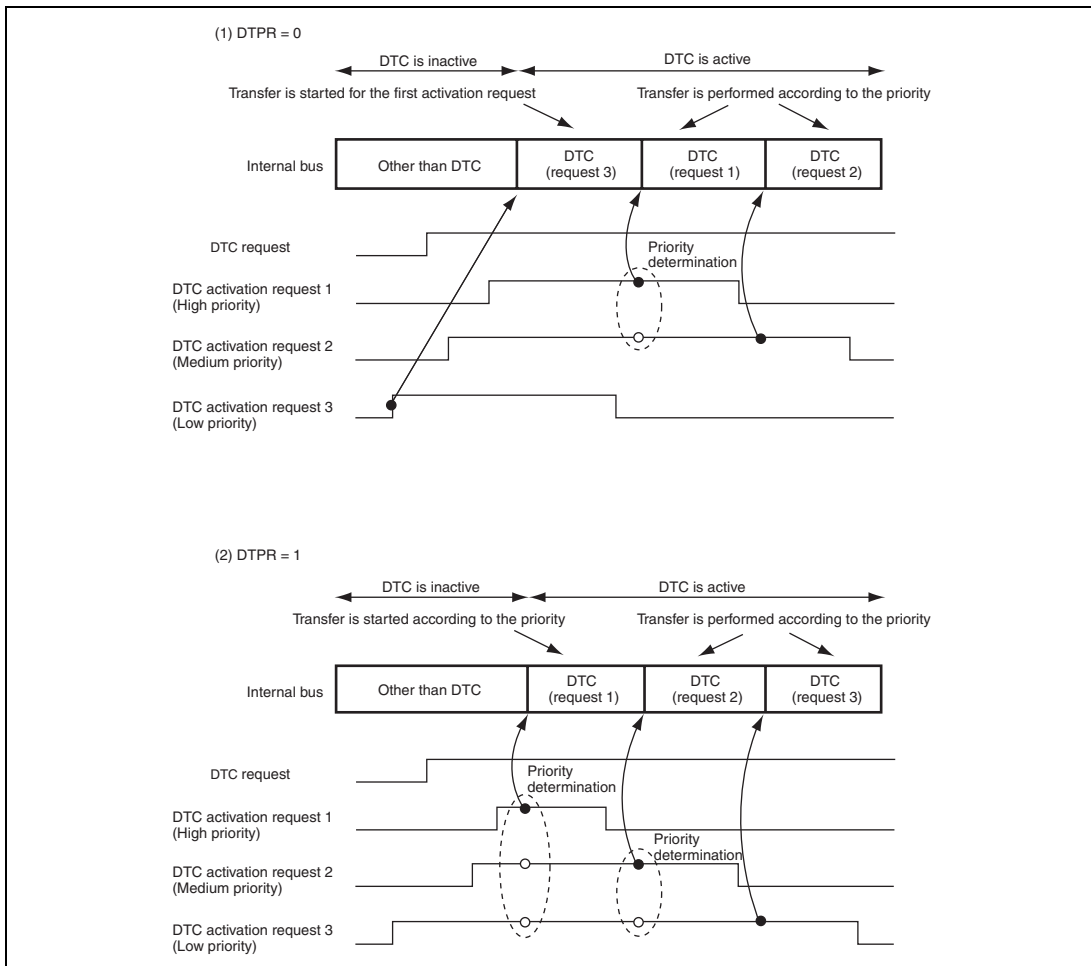 (1) DTPR = 0
DTC is inactive
DTC is active
Transfer is started for the first activation request
Transfer is performed according to the priority
Internal bus
Other than DTC
DTC
(request 3)
DTC
(request 1)
DTC
(request 2)
DTC request
Priority
determination
DTC activation request 1
(High priority)
DTC activation request 2
(Medium priority)
DTC activation request 3
(Low priority)
(2) DTPR = 1
DTC is inactive
DTC is active
Transfer is started according to the priority
Transfer is performed according to the priority
Internal bus
Other than DTC
DTC
(request 1)
DTC
(request 2)
DTC
(request 3)
DTC request
Priority
determination
DTC activation request 1
(High priority)
Priority
determination
DTC activation request 2
(Medium priority)
DTC activation request 3
(Low priority)